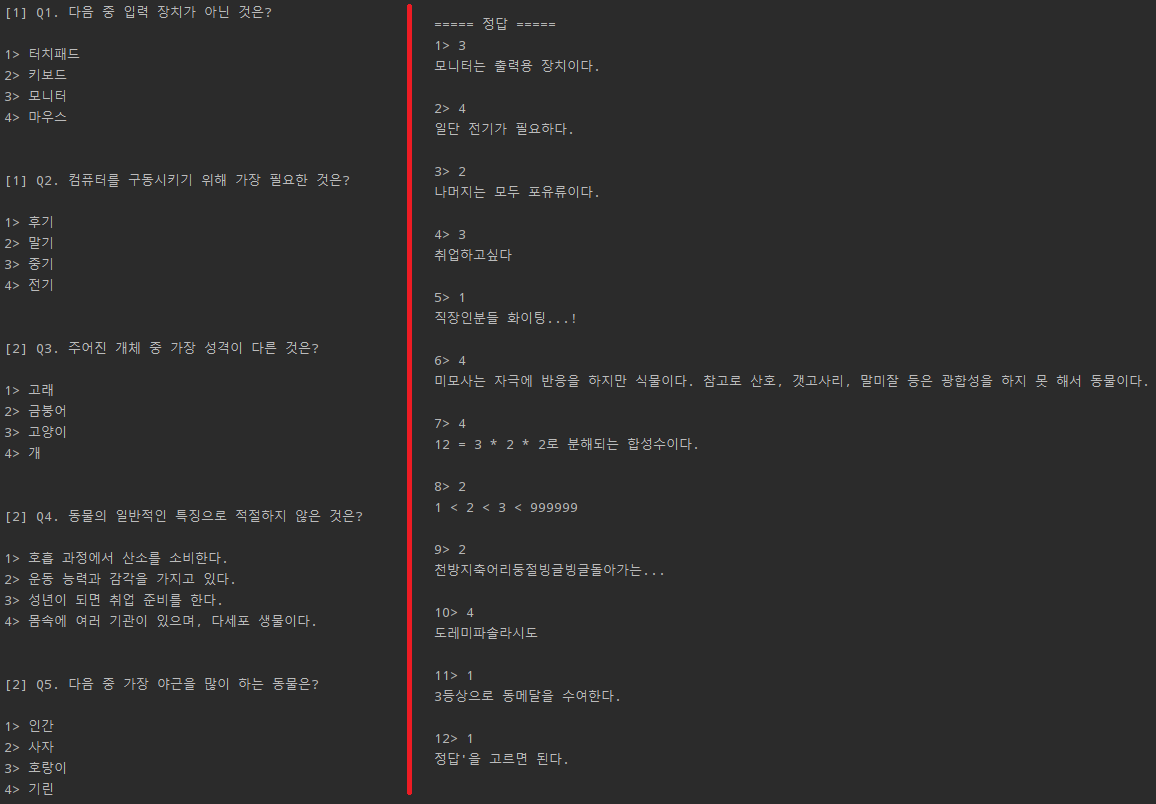 [1] Q1. 다음 중 입력 장치가 아닌 것은?
1> 터치패드
2> 키보드
3> 모니터
4> 마우스
[1] Q2. 컴퓨터를 구동시키기 위해 가장 필요한 것은?
1> 후기
2> 말기
3> 중기
4> 전기
[2] Q3. 주어진 개체 중 가장 성격이 다른 것은?
1> 고래
2> 금붕어
3> 고양이
4> 개
[2] Q4. 동물의 일반적인 특징으로 적절하지 않은 것은?
1> 호흡 과정에서 산소를 소비한다.
2> 운동 능력과 감각을 가지고 있다.
3> 성년이 되면 취업 준비를 한다.
4> 몸속에 여러 기관이 있으며, 다세포 생물이다.
[2] Q5. 다음 중 가장 야근을 많이 하는 동물은?
1> 인간
2> 사자
3> 호랑이
4> 기린
===== 정답 =====
1> 3
모니터는 출력용 장치이다.
2> 4
일단 전기가 필요하다.
3> 2
나머지는 모두 포유류이다.
4> 3
취업하고싶다
5> 1
직장인분들 화이팅...!
6> 4
미모사는 자극에 반응을 하지만 식물이다. 참고로 산호, 갯고사리, 말미잘 등은 광합성을 하지 못 해서 동물이다.
7> 4
12 = 3 * 2 * 2로 분해되는 합성수이다.
8> 2
1 < 2 < 3 < 999999
9> 2
천방지축어리둥절빙글빙글돌아가는...
10> 4
도레미파솔라시도
11> 1
3등상으로 동메달을 수여한다.
12> 1
정답'을 고르면 된다.